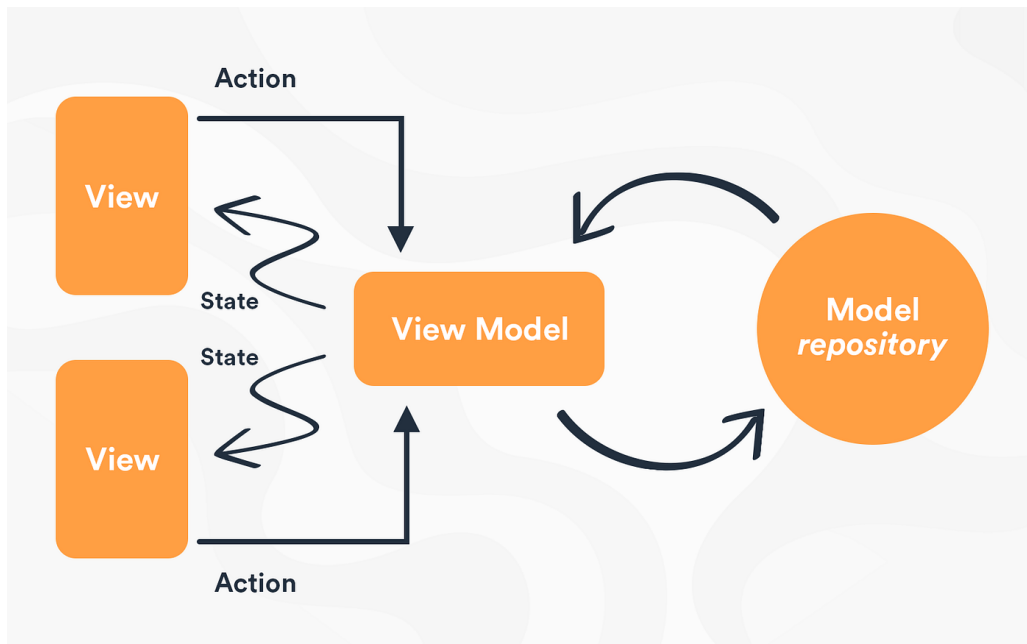 Action
View
State
View Model
Model
repository
State
View
Action